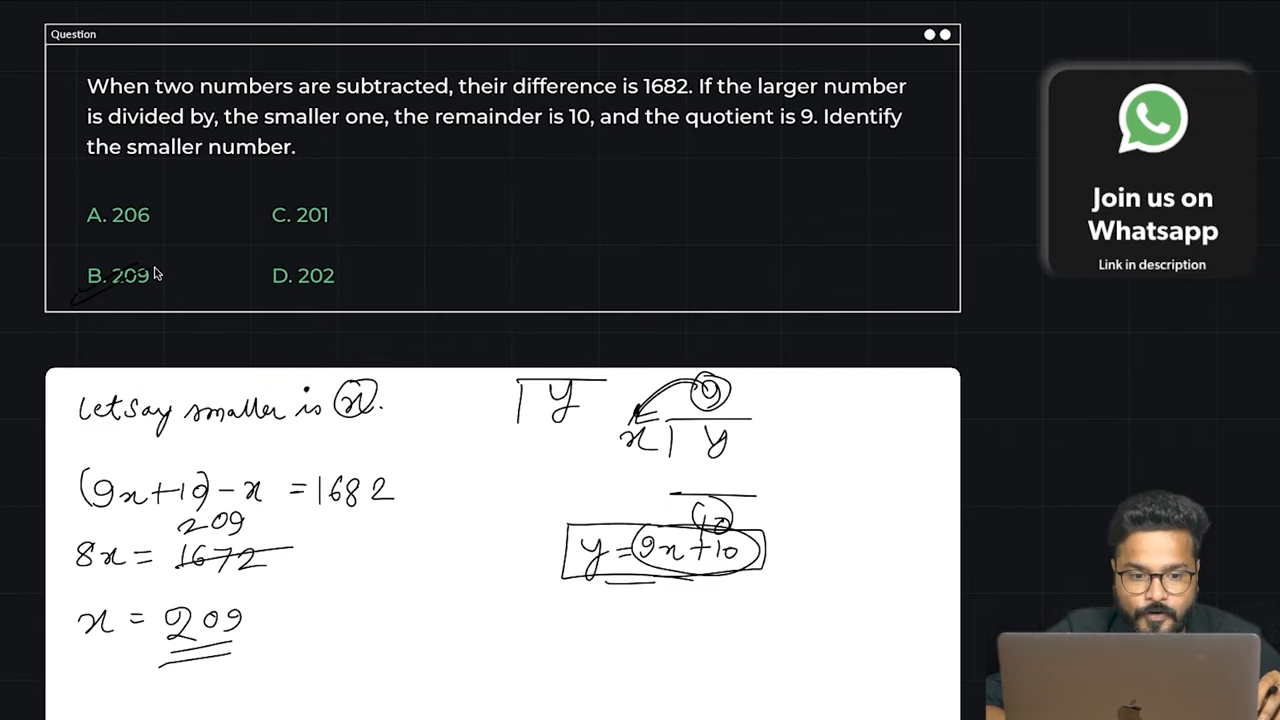 Question
When two numbers are subtracted, their difference is 1682. If the larger number
is divided by, the smaller one, the remainder is 10, and the quotient is 9. Identify
the smaller number.
A. 206
C. 201
B. 209
D. 202
Join us on
Whatsapp
Link in description
Let say smaller is x.
(9x+10) - x = 1682
209
8x = 1672
x = 209
y
9
x y
10
y = 9x + 10